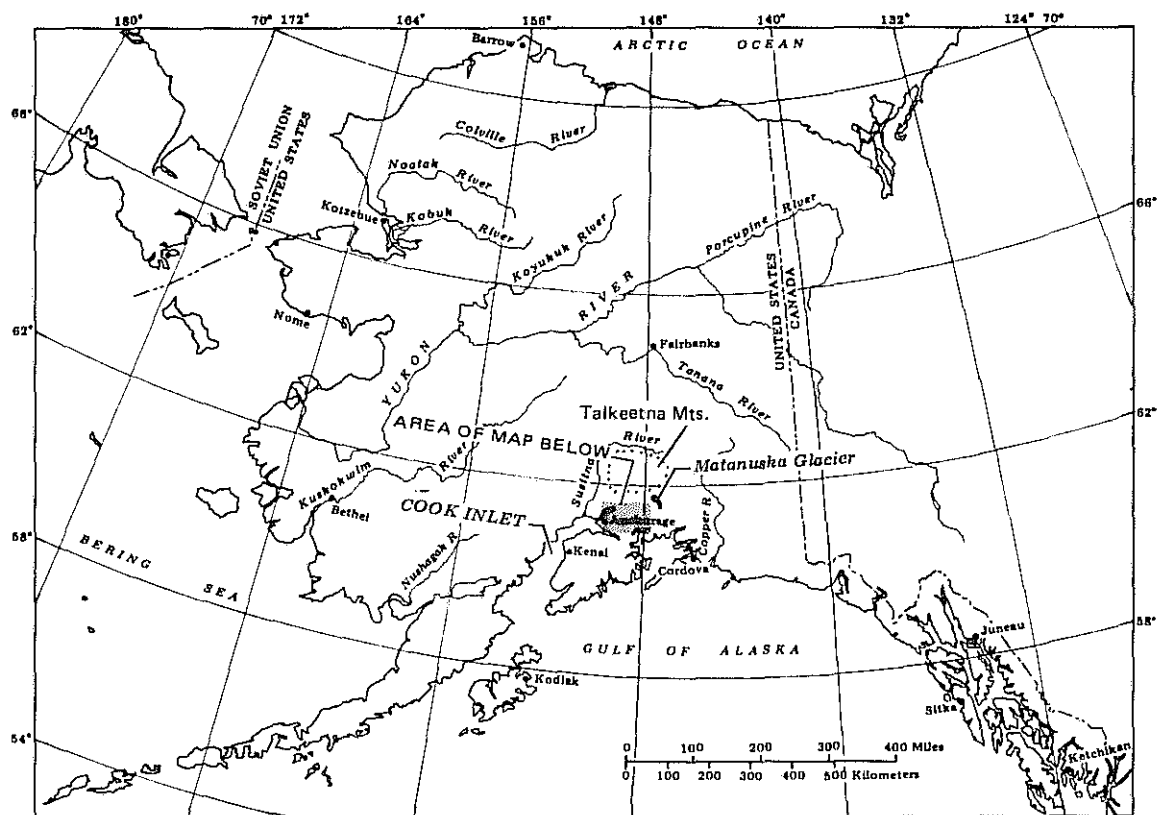 180° 70° 172° 164° 156° 148° 140° 132° 124° 70°
Barrow
ARCTIC OCEAN
68°
Colville River
SOVIET UNION
UNITED STATES
Noatak River
66°
Kotzebue
Kobuk River
Koyukuk River
Porcupine River
UNITED STATES
CANADA
YUKON RIVER
Nome
62°
Fairbanks
Tanana River
62°
Talkeetna Mts.
AREA OF MAP BELOW
Susitna River
Matanuska Glacier
Kuskokwim River
Bethel
COOK INLET
Anchorage
Copper R
58°
Kenai
Cordova
Nushagak R
BERING SEA
58°
Juneau
GULF OF ALASKA
Kodiak
Sitka
54°
0 100 200 300 400 Miles
0 100 200 300 400 500 Kilometers
Ketchikan